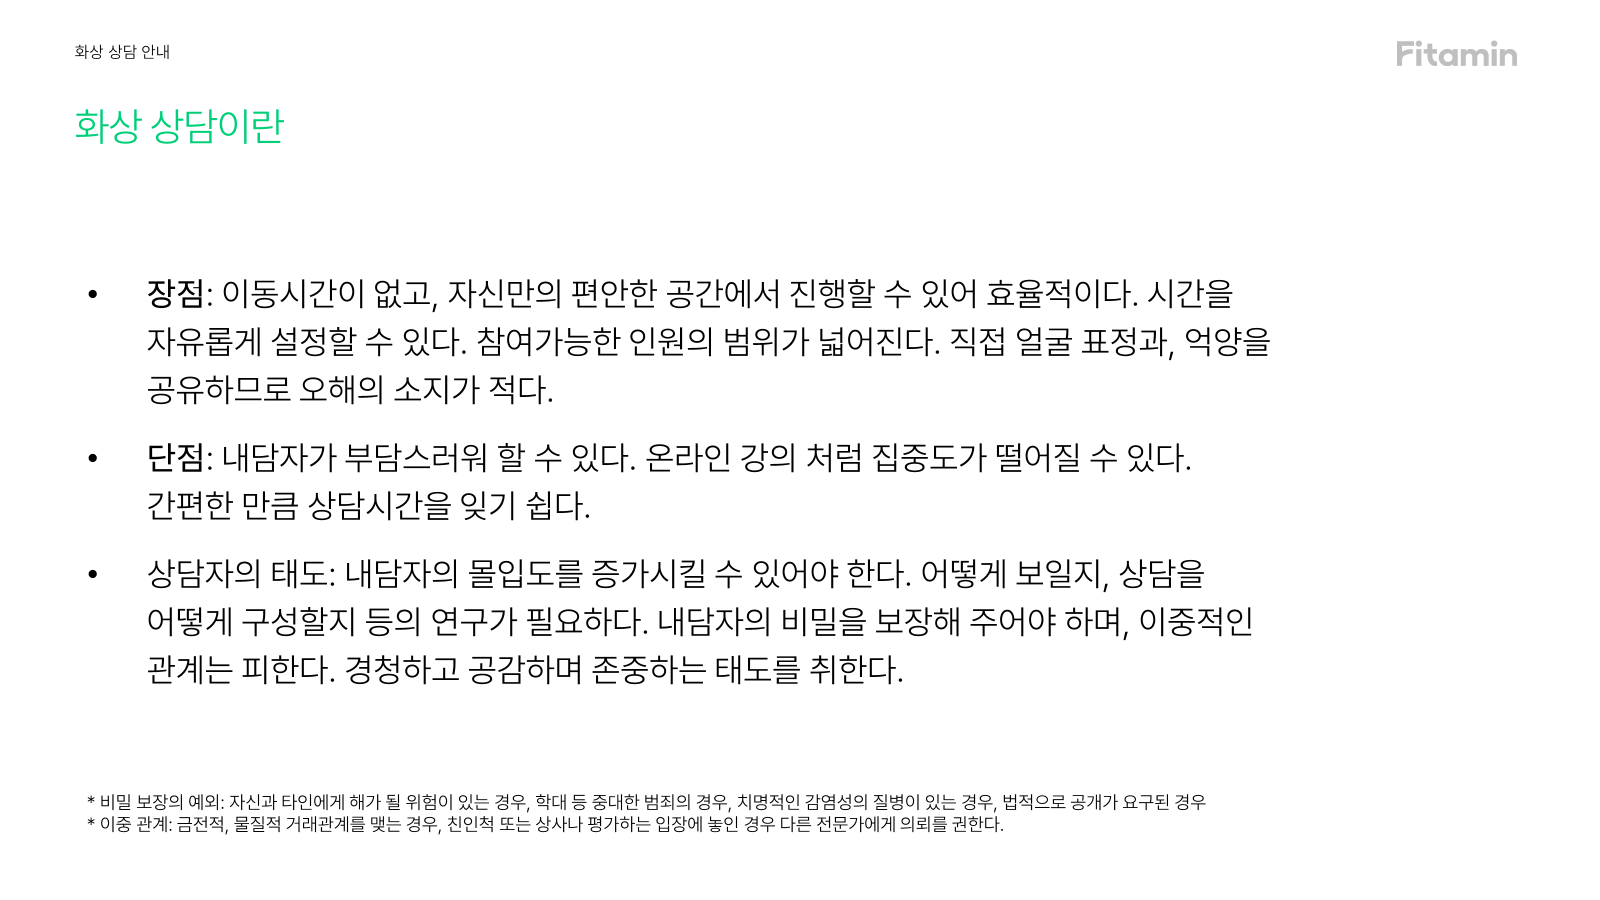 화상 상담 안내
Fitamin
화상 상담이란
• 장점: 이동시간이 없고, 자신만의 편안한 공간에서 진행할 수 있어 효율적이다. 시간을
자유롭게 설정할 수 있다. 참여가능한 인원의 범위가 넓어진다. 직접 얼굴 표정과, 억양을
공유하므로 오해의 소지가 적다.
• 단점: 내담자가 부담스러워 할 수 있다. 온라인 강의 처럼 집중도가 떨어질 수 있다.
간편한 만큼 상담시간을 잊기 쉽다.
• 상담자의 태도: 내담자의 몰입도를 증가시킬 수 있어야 한다. 어떻게 보일지, 상담을
어떻게 구성할지 등의 연구가 필요하다. 내담자의 비밀을 보장해 주어야 하며, 이중적인
관계는 피한다. 경청하고 공감하며 존중하는 태도를 취한다.
* 비밀 보장의 예외: 자신과 타인에게 해가 될 위험이 있는 경우, 학대 등 중대한 범죄의 경우, 치명적인 감염성의 질병이 있는 경우, 법적으로 공개가 요구된 경우
* 이중 관계: 금전적, 물질적 거래관계를 맺는 경우, 친인척 또는 상사나 평가하는 입장에 놓인 경우 다른 전문가에게 의뢰를 권한다.